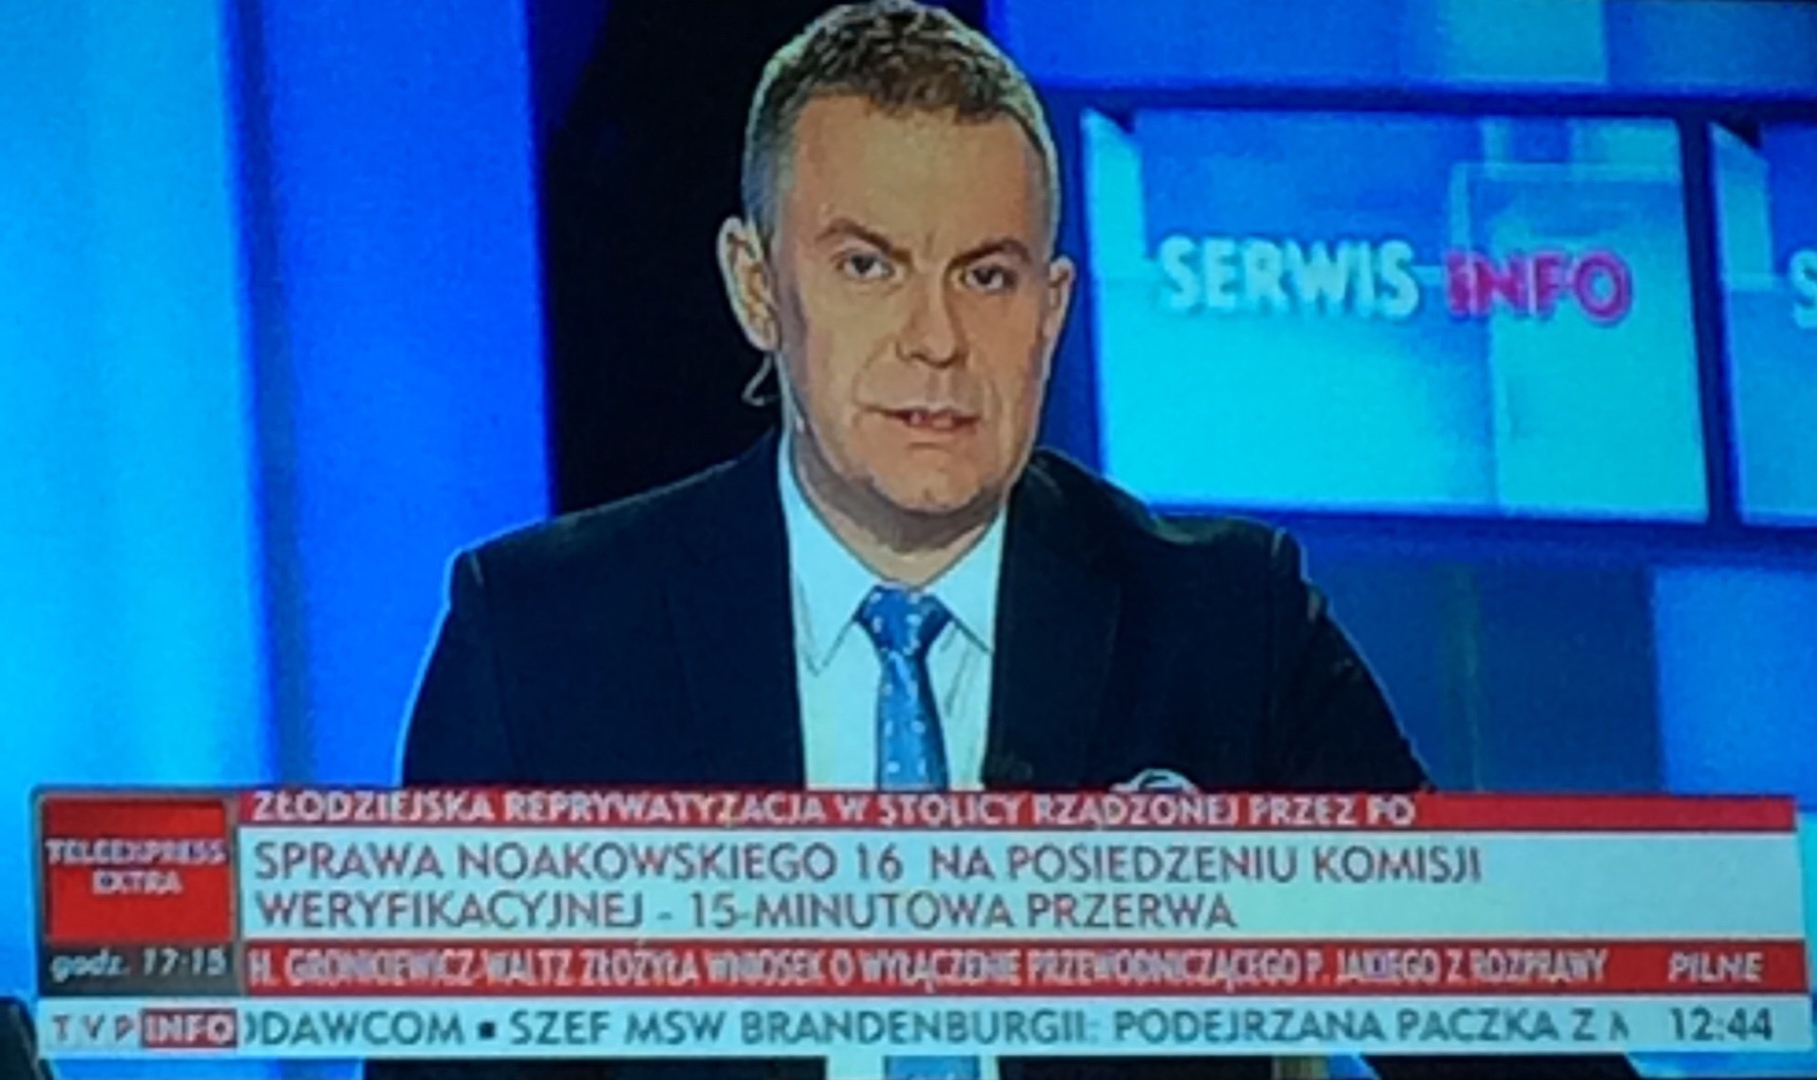 SERWIS INFO
ZŁODZIEJSKA REPRYWATYZACJA W STOLICY RZĄDZONEJ PRZEZ PO
TELEEXPRESS
EXTRA
SPRAWA NOAKOWSKIEGO 16 NA POSIEDZENIU KOMISJI
WERYFIKACYJNEJ - 15-MINUTOWA PRZERWA
godz. 17:15
H. GRONKIEWICZ-WALTZ ZŁOŻYŁA WNIOSEK O WYŁĄCZENIE PRZEWODNICZĄCEGO P. JAKIEGO Z ROZPRAWY PILNE
TVP INFO ODAWCOM ▪ SZEF MSW BRANDENBURGII: PODEJRZANA PACZKA Z 12:44